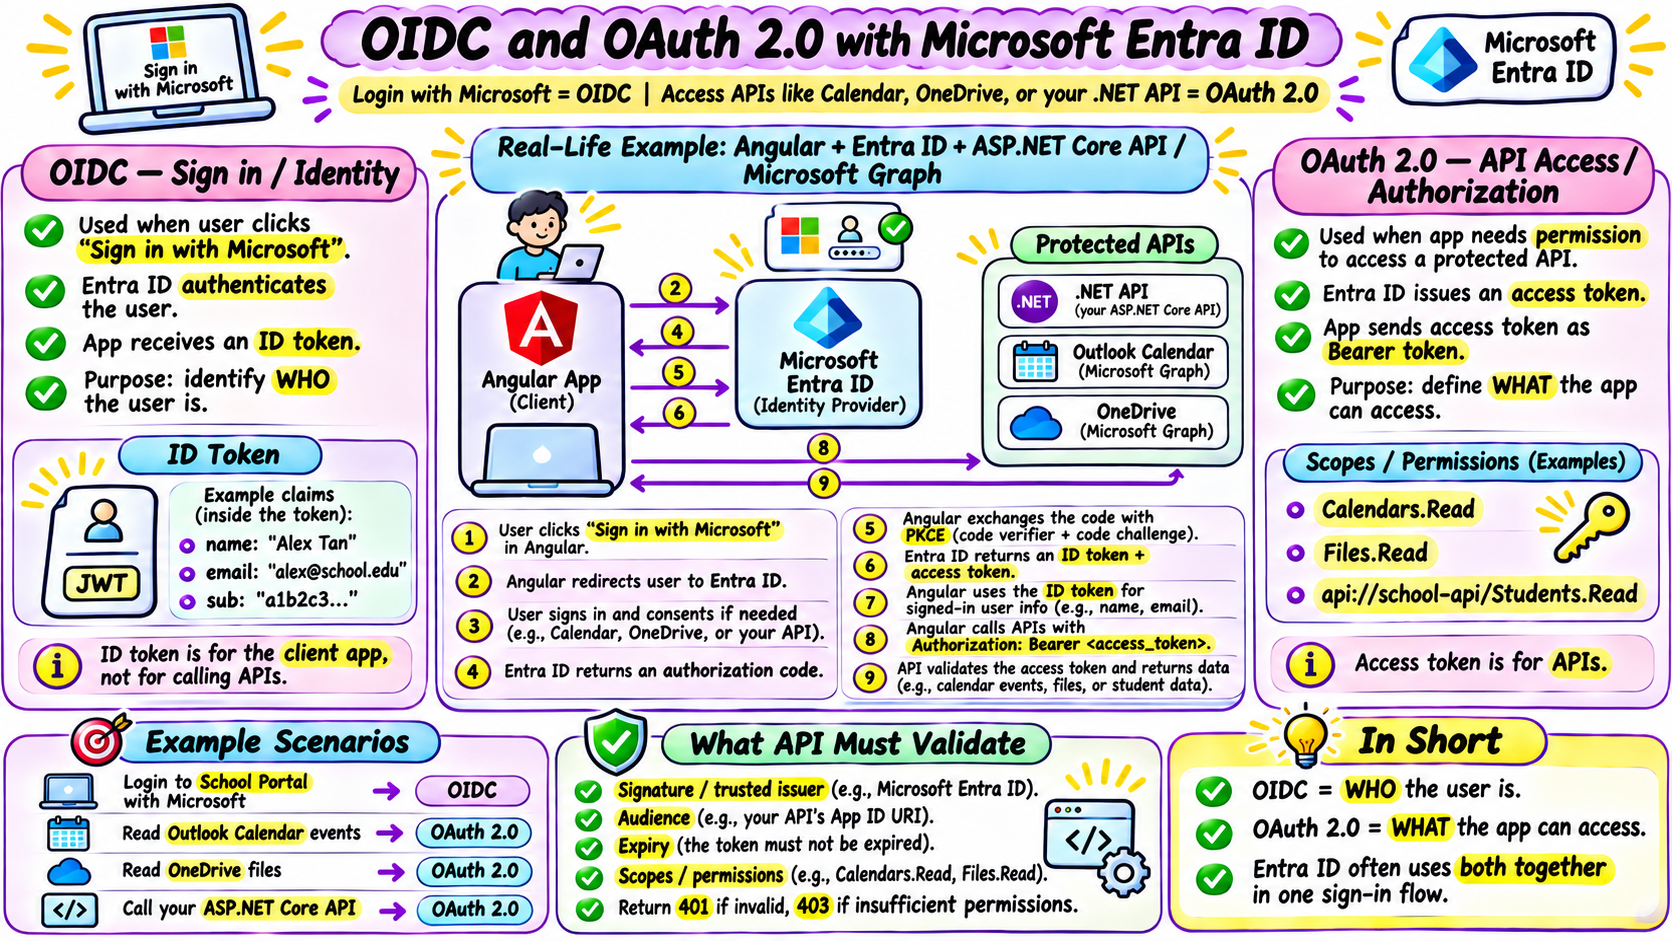 OIDC and OAuth 2.0 with Microsoft Entra ID
Sign in
with Microsoft
Microsoft
Entra ID
Login with Microsoft = OIDC | Access APIs like Calendar, OneDrive, or your .NET API = OAuth 2.0
OIDC — Sign in / Identity
Used when user clicks
“Sign in with Microsoft”.
Entra ID authenticates
the user.
App receives an ID token.
Purpose: identify WHO
the user is.
ID Token
JWT
Example claims
(inside the token):
name: "Alex Tan"
email: "alex@school.edu"
sub: "a1b2c3..."
i
ID token is for the client app,
not for calling APIs.
Real-Life Example: Angular + Entra ID + ASP.NET Core API /
Microsoft Graph
A
Angular App
(Client)
2
4
5
6
8
9
Microsoft
Entra ID
(Identity Provider)
Protected APIs
.NET
.NET API
(your ASP.NET Core API)
Outlook Calendar
(Microsoft Graph)
OneDrive
(Microsoft Graph)
1 User clicks “Sign in with Microsoft”
in Angular.
2 Angular redirects user to Entra ID.
3 User signs in and consents if needed
(e.g., Calendar, OneDrive, or your API).
4 Entra ID returns an authorization code.
5 Angular exchanges the code with
PKCE (code verifier + code challenge).
6 Entra ID returns an ID token +
access token.
7 Angular uses the ID token for
signed-in user info (e.g., name, email).
8 Angular calls APIs with
Authorization: Bearer <access_token>.
9 API validates the access token and returns data
(e.g., calendar events, files, or student data).
OAuth 2.0 — API Access /
Authorization
Used when app needs permission
to access a protected API.
Entra ID issues an access token.
App sends access token as
Bearer token.
Purpose: define WHAT the app
can access.
Scopes / Permissions (Examples)
Calendars.Read
Files.Read
api://school-api/Students.Read
i
Access token is for APIs.
Example Scenarios
Login to School Portal
with Microsoft
OIDC
Read Outlook Calendar events
OAuth 2.0
Read OneDrive files
OAuth 2.0
</>
Call your ASP.NET Core API
OAuth 2.0
What API Must Validate
Signature / trusted issuer (e.g., Microsoft Entra ID).
Audience (e.g., your API's App ID URI).
Expiry (the token must not be expired).
Scopes / permissions (e.g., Calendars.Read, Files.Read).
Return 401 if invalid, 403 if insufficient permissions.
</>
In Short
OIDC = WHO the user is.
OAuth 2.0 = WHAT the app can access.
Entra ID often uses both together
in one sign-in flow.